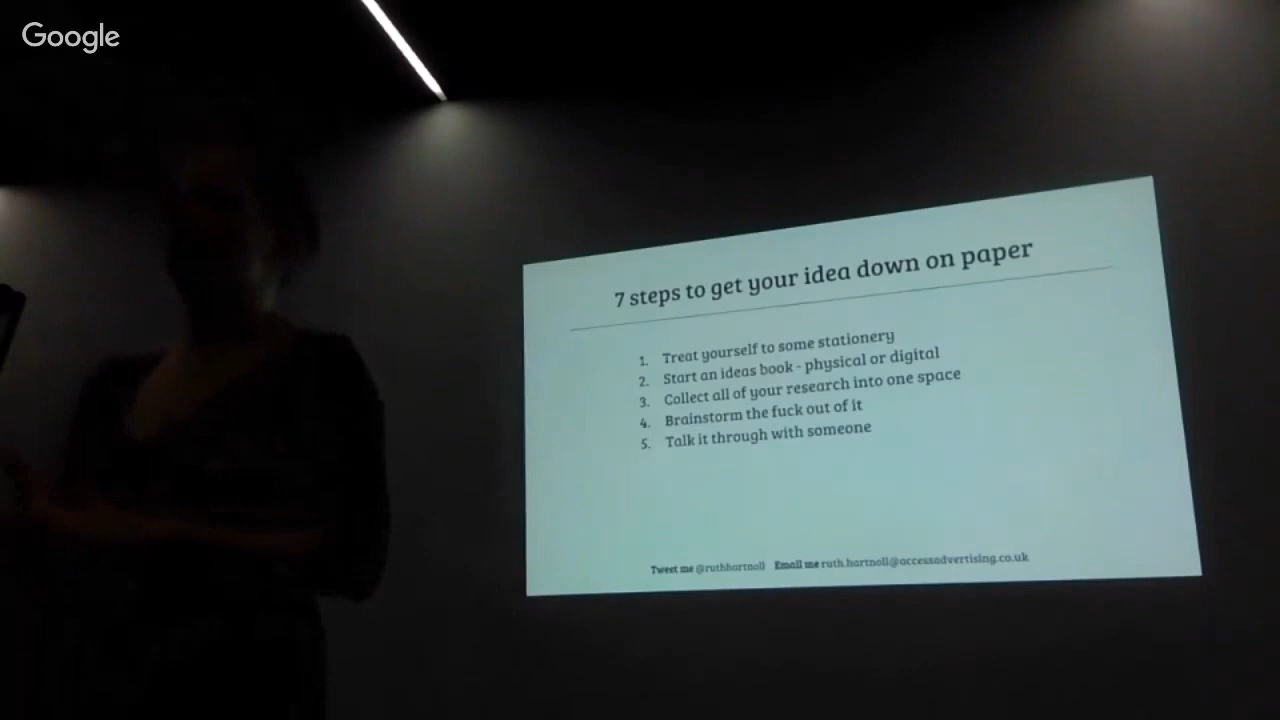 Google
7 steps to get your idea down on paper
1. Treat yourself to some stationery
2. Start an ideas book - physical or digital
3. Collect all of your research into one space
4. Brainstorm the fuck out of it
5. Talk it through with someone
Tweet me @ruthhartnoll Email me ruth.hartnoll@accessadvertising.co.uk